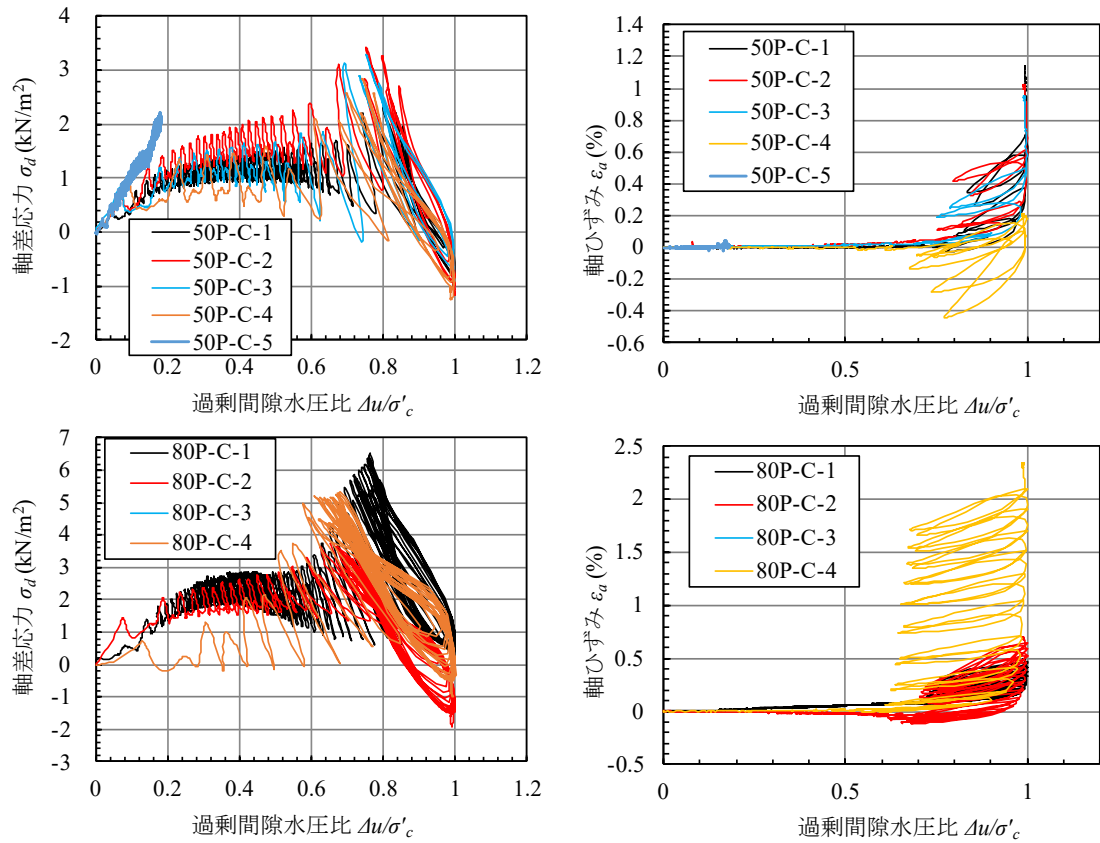 4
3
2
1
0
-1
-2
軸差応力 σd (kN/m²)
50P-C-1
50P-C-2
50P-C-3
50P-C-4
50P-C-5
0 0.2 0.4 0.6 0.8 1 1.2
過剰間隙水圧比 Δu/σ'c
1.4
1.2
1
0.8
0.6
0.4
0.2
0
-0.2
-0.4
-0.6
軸ひずみ εa (%)
50P-C-1
50P-C-2
50P-C-3
50P-C-4
50P-C-5
0 0.5 1
過剰間隙水圧比 Δu/σ'c
7
6
5
4
3
2
1
0
-1
-2
-3
軸差応力 σd (kN/m²)
80P-C-1
80P-C-2
80P-C-3
80P-C-4
0 0.2 0.4 0.6 0.8 1 1.2
過剰間隙水圧比 Δu/σ'c
2.5
2
1.5
1
0.5
0
-0.5
軸ひずみ εa (%)
80P-C-1
80P-C-2
80P-C-3
80P-C-4
0 0.5 1
過剰間隙水圧比 Δu/σ'c